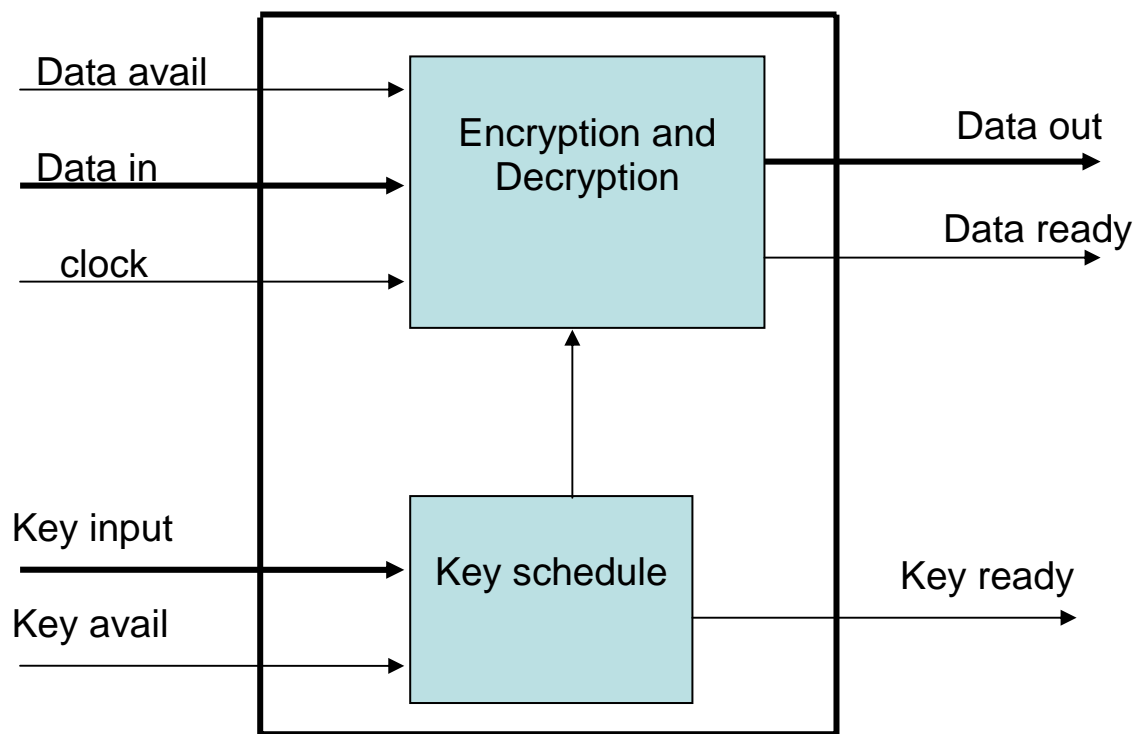 Data avail
Encryption and
Decryption
Data out
Data in
Data ready
clock
Key input
Key schedule
Key ready
Key avail